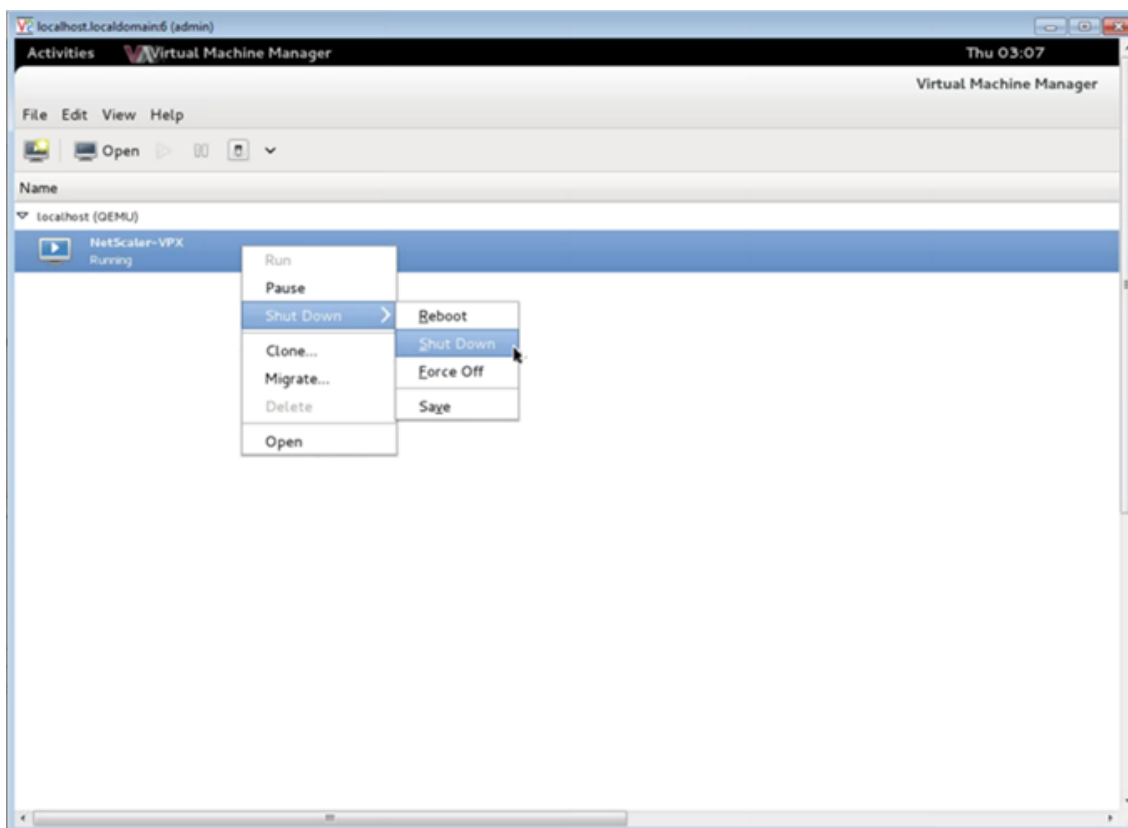 localhost.localdomain:6 (admin)
Activities Virtual Machine Manager Thu 03:07
Virtual Machine Manager
File Edit View Help
Open
Name
localhost (QEMU)
NetScaler-VPX
Running
Run
Pause
Shut Down
Clone...
Migrate...
Delete
Open
Reboot
Shut Down
Force Off
Save